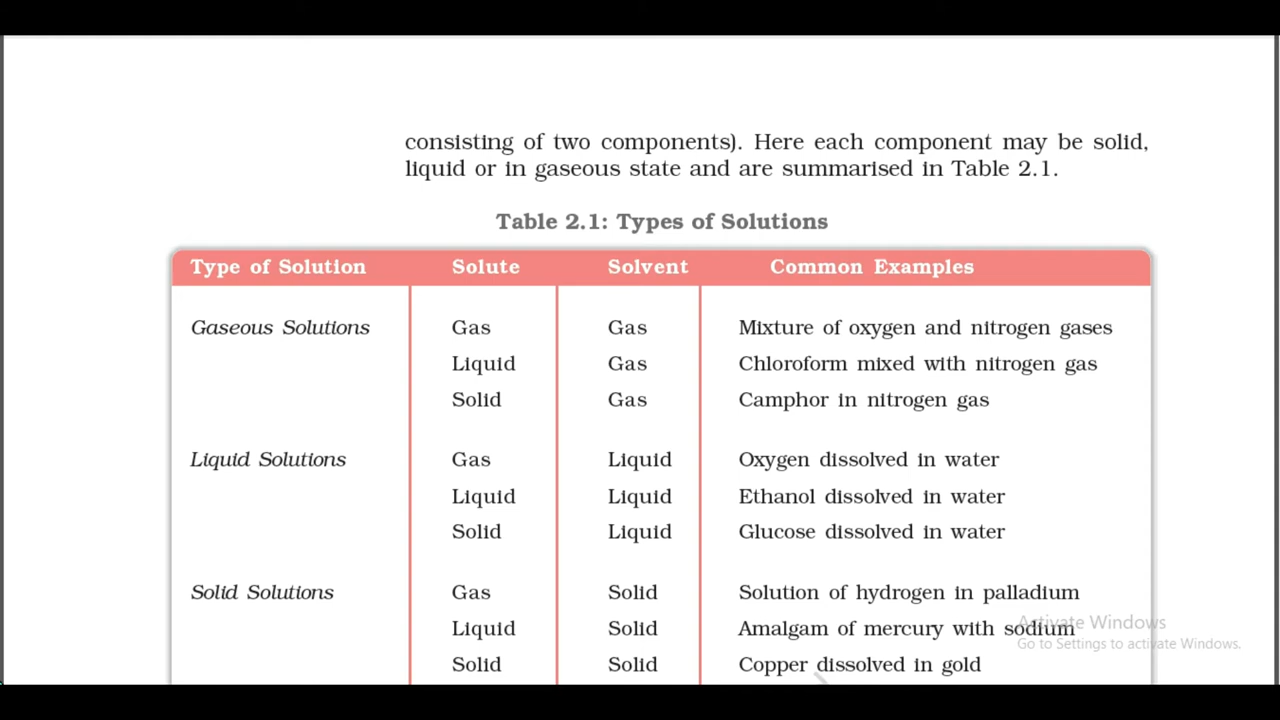 consisting of two components). Here each component may be solid,
liquid or in gaseous state and are summarised in Table 2.1.
Table 2.1: Types of Solutions
Type of Solution Solute Solvent Common Examples
Gaseous Solutions Gas Gas Mixture of oxygen and nitrogen gases
Liquid Gas Chloroform mixed with nitrogen gas
Solid Gas Camphor in nitrogen gas
Liquid Solutions Gas Liquid Oxygen dissolved in water
Liquid Liquid Ethanol dissolved in water
Solid Liquid Glucose dissolved in water
Solid Solutions Gas Solid Solution of hydrogen in palladium
Liquid Solid Amalgam of mercury with sodium
Solid Solid Copper dissolved in gold
Activate Windows
Go to Settings to activate Windows.